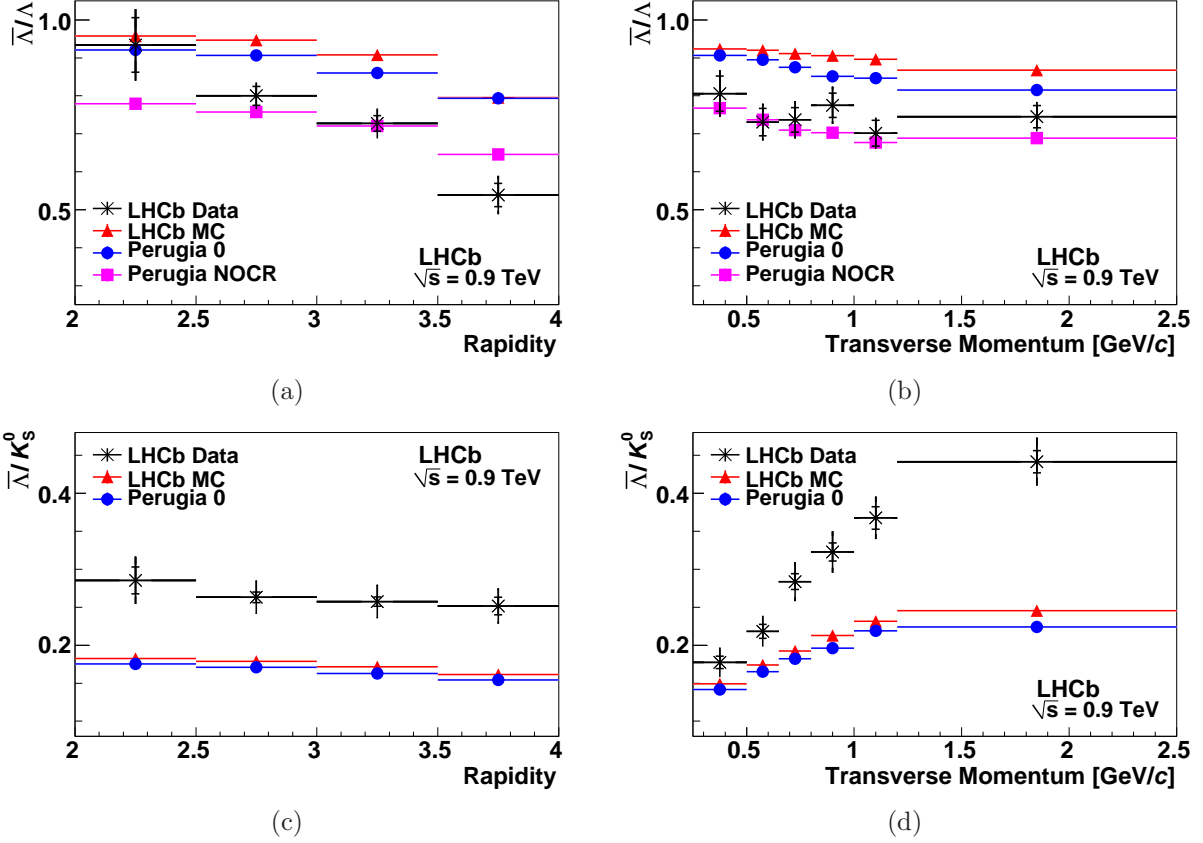 Λ̅/Λ
1.0
0.5
LHCb Data
LHCb MC
Perugia 0
Perugia NOCR
LHCb
√s = 0.9 TeV
2 2.5 3 3.5 4
Rapidity
(a)
Λ̅/Λ
1.0
0.5
LHCb Data
LHCb MC
Perugia 0
Perugia NOCR
LHCb
√s = 0.9 TeV
0.5 1 1.5 2 2.5
Transverse Momentum [GeV/c]
(b)
Λ̅/K⁰S
0.4
0.2
LHCb Data
LHCb MC
Perugia 0
LHCb
√s = 0.9 TeV
2 2.5 3 3.5 4
Rapidity
(c)
Λ̅/K⁰S
0.4
0.2
LHCb Data
LHCb MC
Perugia 0
LHCb
√s = 0.9 TeV
0.5 1 1.5 2 2.5
Transverse Momentum [GeV/c]
(d)